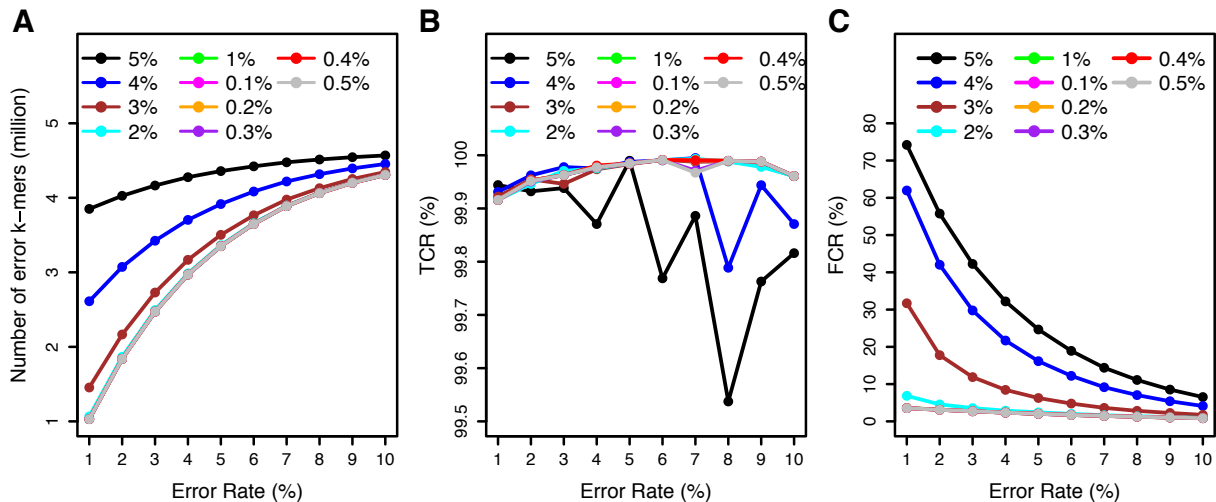 A
5% 1% 0.4%
4% 0.1% 0.5%
3% 0.2%
2% 0.3%
Number of error k−mers (million)
5
4
3
2
1
1 2 3 4 5 6 7 8 9 10
Error Rate (%)
B
5% 1% 0.4%
4% 0.1% 0.5%
3% 0.2%
2% 0.3%
TCR (%)
100
99.9
99.8
99.7
99.6
99.5
1 2 3 4 5 6 7 8 9 10
Error Rate (%)
C
5% 1% 0.4%
4% 0.1% 0.5%
3% 0.2%
2% 0.3%
FCR (%)
80
70
60
50
40
30
20
10
0
1 2 3 4 5 6 7 8 9 10
Error Rate (%)